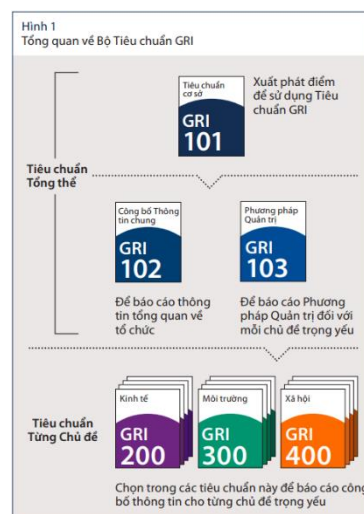 Hình 1
Tổng quan về Bộ Tiêu chuẩn GRI
Tiêu chuẩn
cơ sở
GRI
101
Xuất phát điểm
để sử dụng Tiêu
chuẩn GRI
Tiêu chuẩn
Tổng thể
Công bố Thông
tin chung
GRI
102
Phương pháp
Quản trị
GRI
103
Để báo cáo thông
tin tổng quan về
tổ chức
Để báo cáo Phương
pháp Quản trị đối với
mỗi chủ đề trọng yếu
Tiêu chuẩn
Từng Chủ đề
Kinh tế
GRI
200
Môi trường
GRI
300
Xã hội
GRI
400
Chọn trong các tiêu chuẩn này để báo cáo công
bố thông tin cho từng chủ đề trọng yếu